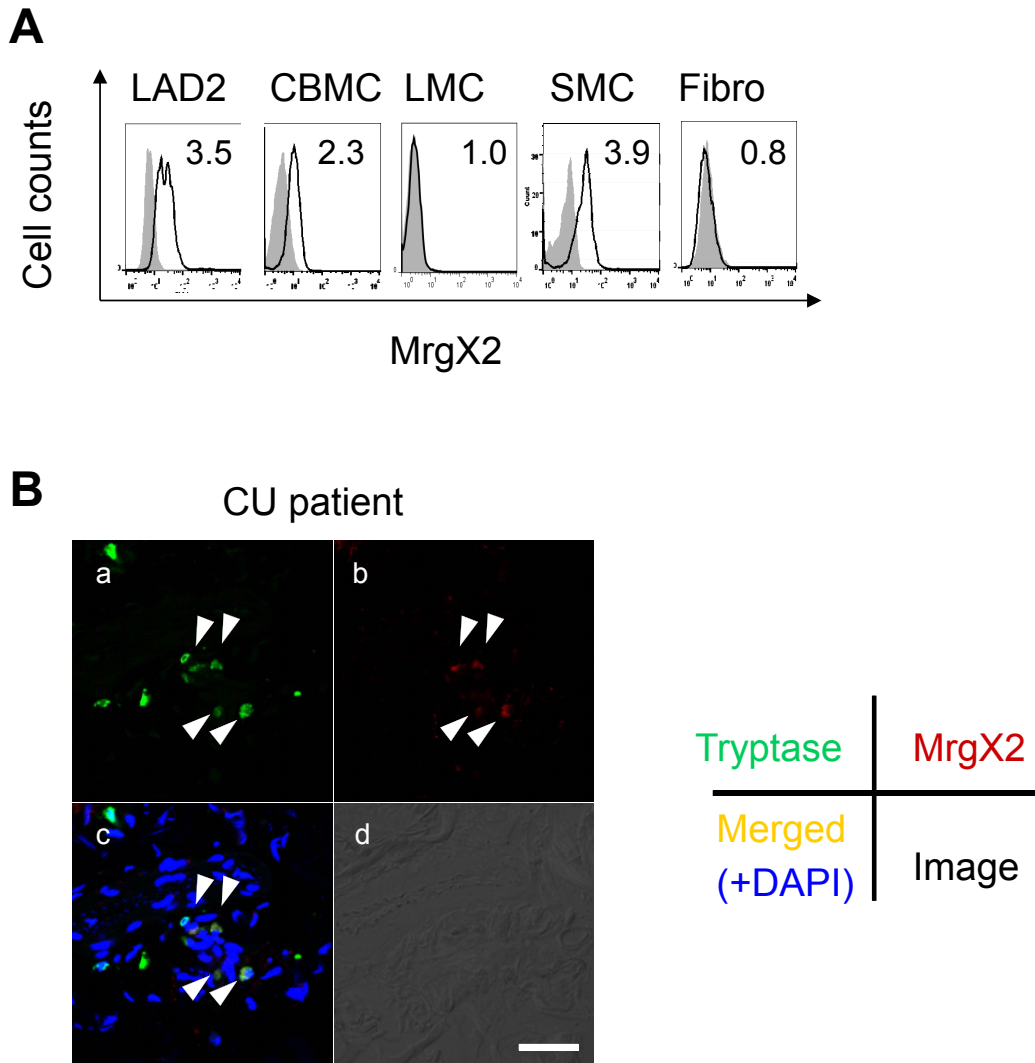 A
LAD2 CBMC LMC SMC Fibro
3.5 2.3 1.0 3.9 0.8
Cell counts
MrgX2
B
CU patient
a b
c d
Tryptase MrgX2
Merged
(+DAPI) Image